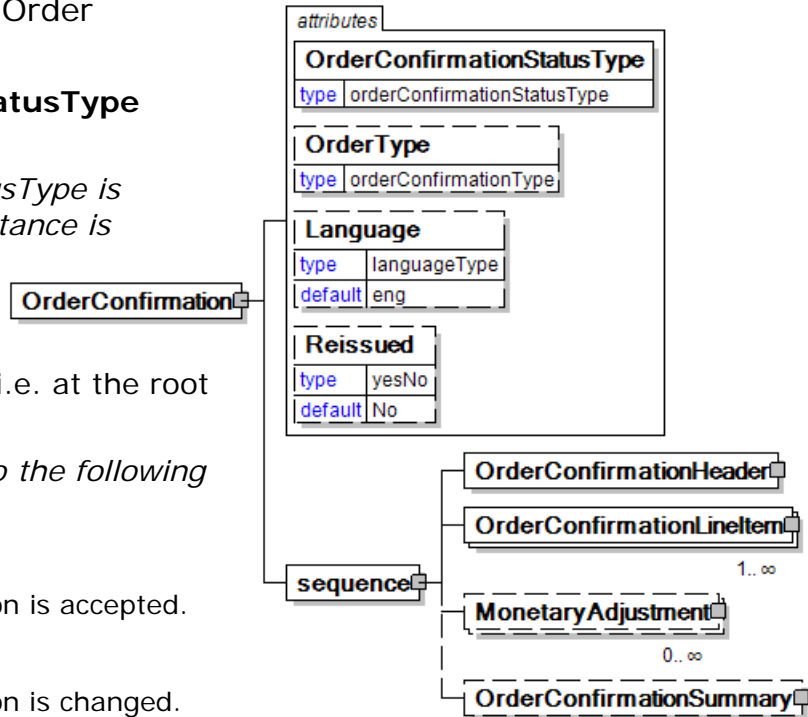 Order
atusType
usType is
tance is
i.e. at the root
o the following
on is accepted.
on is changed.
OrderConfirmation
attributes
OrderConfirmationStatusType
type orderConfirmationStatusType
OrderType
type orderConfirmationType
Language
type languageType
default eng
Reissued
type yesNo
default No
sequence
OrderConfirmationHeader
OrderConfirmationLineItem
1.. ∞
MonetaryAdjustment
0.. ∞
OrderConfirmationSummary